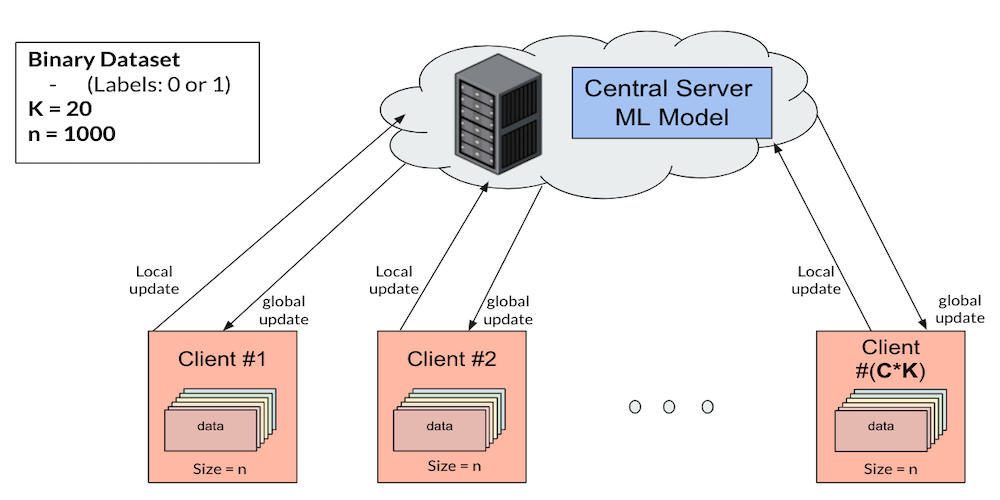 Binary Dataset
- (Labels: 0 or 1)
K = 20
n = 1000
Central Server
ML Model
Local
update
global
update
Local
update
global
update
Local
update
global
update
Client #1
data
Size = n
Client #2
data
Size = n
Client
#(C*K)
data
Size = n